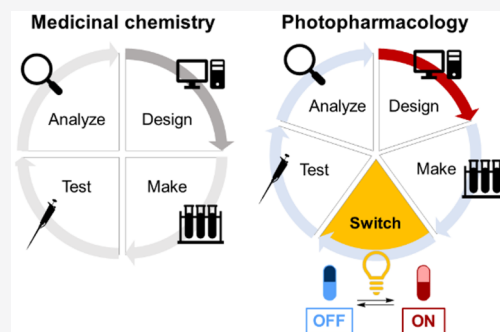 Medicinal chemistry
Analyze
Design
Test
Make
Photopharmacology
Analyze
Design
Test
Make
Switch
OFF
ON